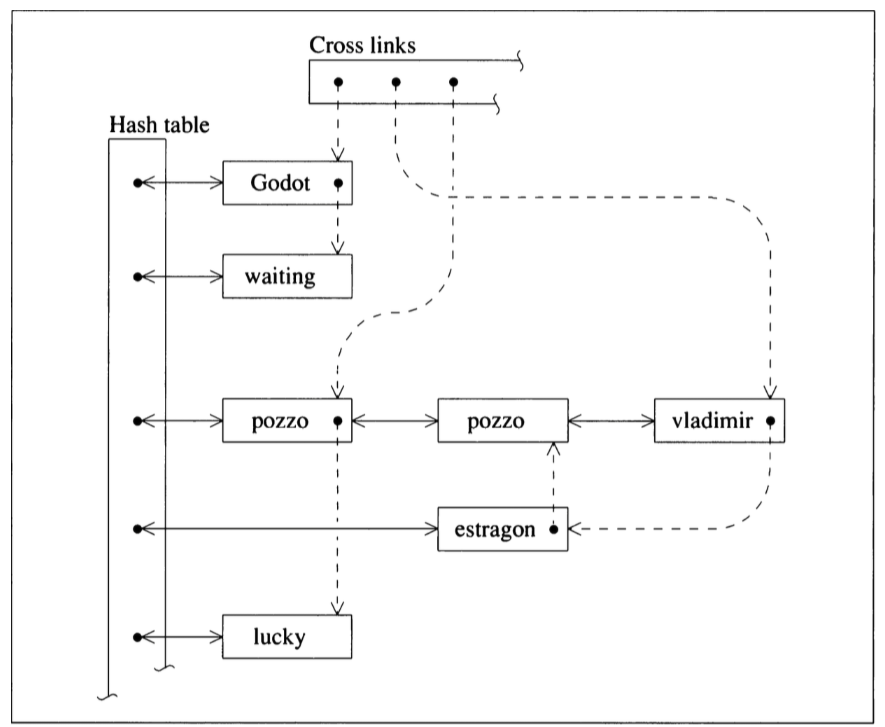 Cross links
Hash table
Godot
waiting
pozzo pozzo vladimir
estragon
lucky